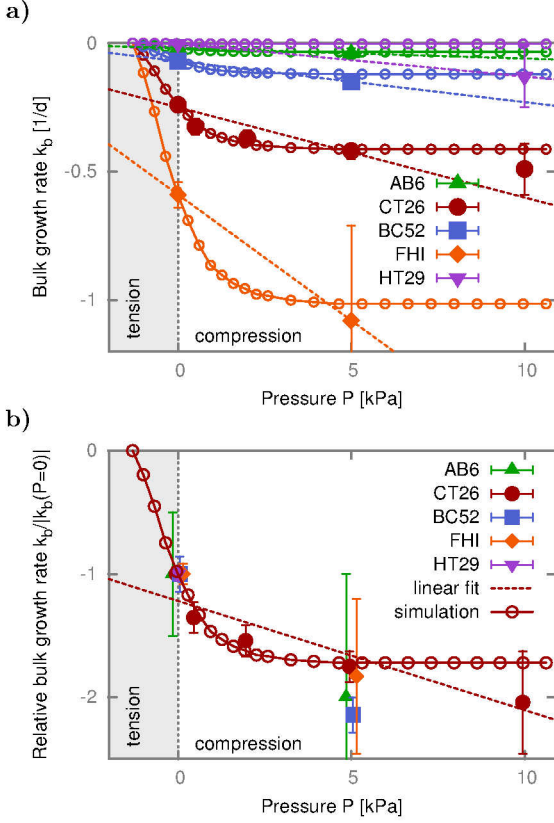 a)
Bulk growth rate k_b [1/d]
0
-0.5
-1
AB6
CT26
BC52
FHI
HT29
tension
compression
0
5
10
Pressure P [kPa]
b)
Relative bulk growth rate k_b/|k_b(P=0)|
0
-1
-2
AB6
CT26
BC52
FHI
HT29
linear fit
simulation
tension
compression
0
5
10
Pressure P [kPa]